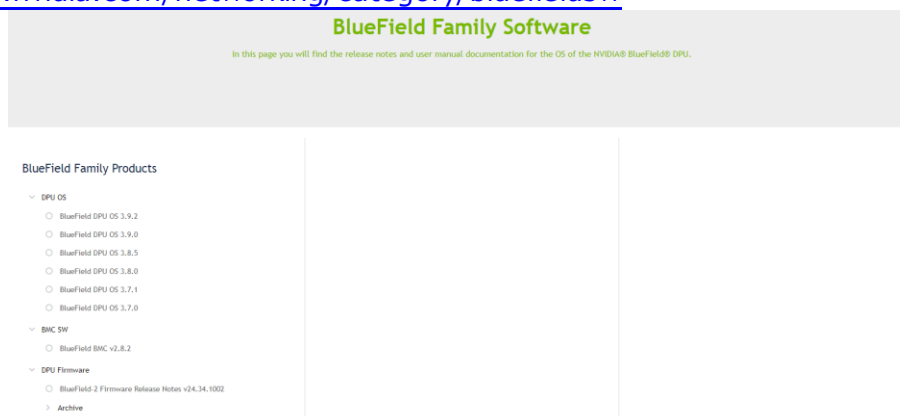 BlueField Family Software
In this page you will find the release notes and user manual documentation for the OS of the NVIDIA® BlueField® DPU.
BlueField Family Products
DPU OS
BlueField DPU OS 3.9.2
BlueField DPU OS 3.9.0
BlueField DPU OS 3.8.5
BlueField DPU OS 3.8.0
BlueField DPU OS 3.7.1
BlueField DPU OS 3.7.0
BMC SW
BlueField BMC v2.8.2
DPU Firmware
BlueField-2 Firmware Release Notes v24.34.1002
Archive